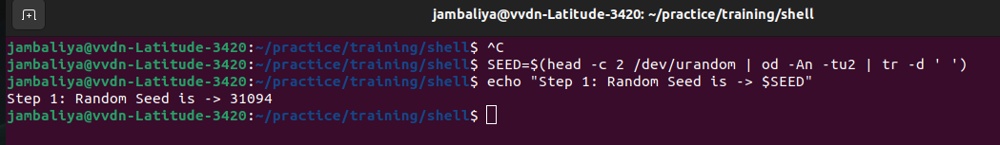 jambaliya@vvdn-Latitude-3420: ~/practice/training/shell
jambaliya@vvdn-Latitude-3420:~/practice/training/shell$ ^C
jambaliya@vvdn-Latitude-3420:~/practice/training/shell$ SEED=$(head -c 2 /dev/urandom | od -An -tu2 | tr -d ' ')
jambaliya@vvdn-Latitude-3420:~/practice/training/shell$ echo "Step 1: Random Seed is -> $SEED"
Step 1: Random Seed is -> 31094
jambaliya@vvdn-Latitude-3420:~/practice/training/shell$